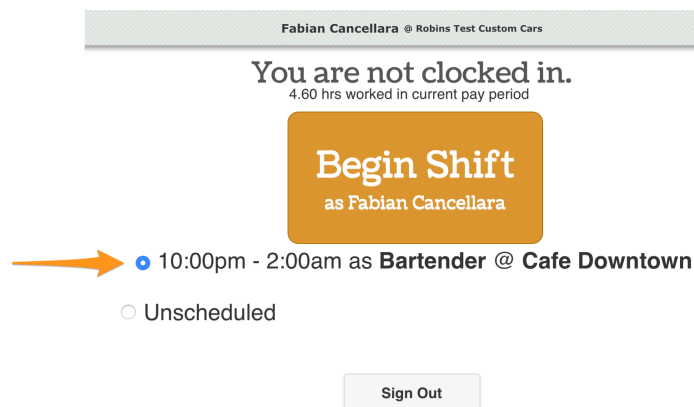 Fabian Cancellara @ Robins Test Custom Cars
You are not clocked in.
4.60 hrs worked in current pay period
Begin Shift
as Fabian Cancellara
10:00pm - 2:00am as Bartender @ Cafe Downtown
Unscheduled
Sign Out